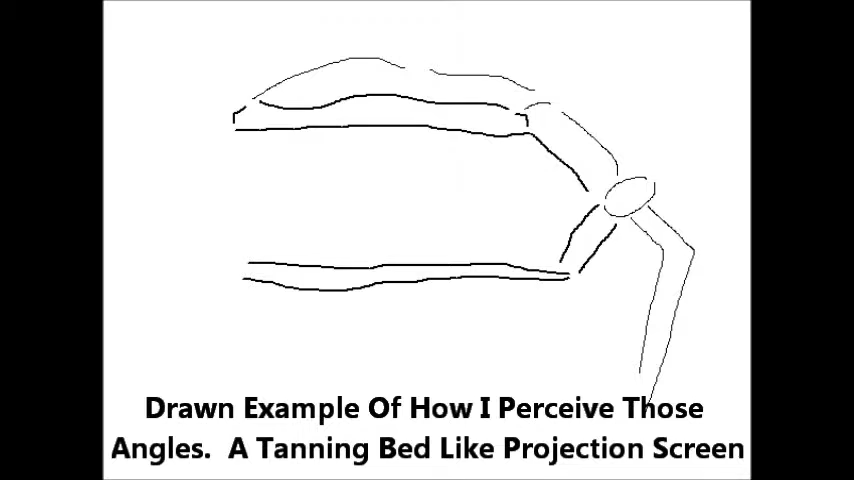 Drawn Example Of How I Perceive Those
Angles.  A Tanning Bed Like Projection Screen